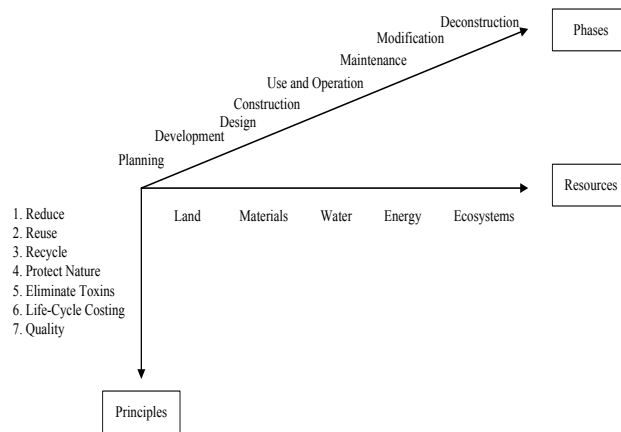 Deconstruction
Phases
Modification
Maintenance
Use and Operation
Construction
Design
Development
Planning
Resources
Land Materials Water Energy Ecosystems
1. Reduce
2. Reuse
3. Recycle
4. Protect Nature
5. Eliminate Toxins
6. Life-Cycle Costing
7. Quality
Principles